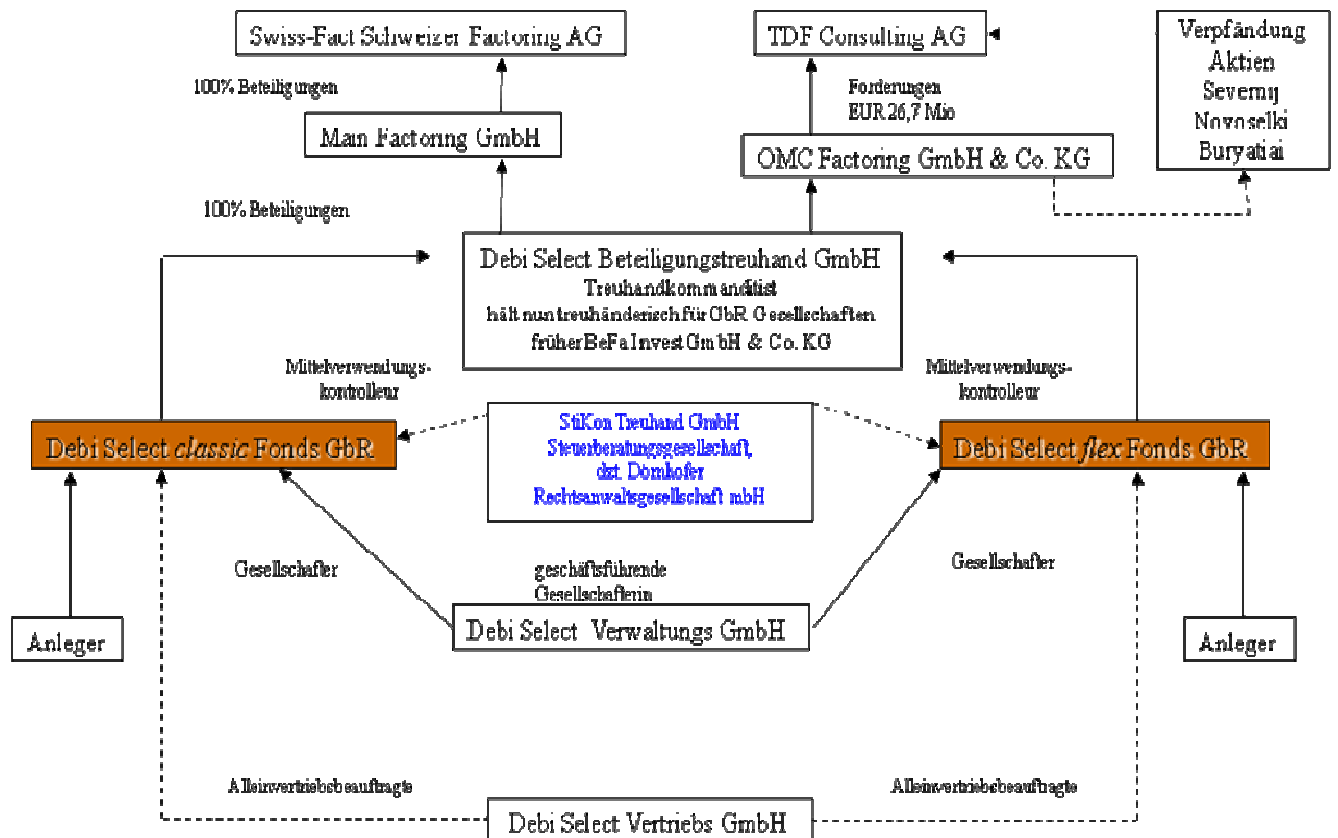 Swiss-Fact Schweizer Factoring AG
TDF Consulting AG
Verpfändung
Aktien
Severnij
Novoselki
Buryatiai
100% Beteiligungen
Forderungen
EUR 26,7 Mio
Main Factoring GmbH
OMC Factoring GmbH & Co. KG
100% Beteiligungen
Debi Select Beteiligungstreuhand GmbH
Treuhandkommanditist
hält nun treuhänderisch für GbR Gesellschaften
früher BeFa Invest GmbH & Co. KG
Mittelverwendungs-
kontrolleur
Mittelverwendungs-
kontrolleur
Debi Select classic Fonds GbR
StiKon Treuhand GmbH
Steuerberatungsgesellschaft,
dzt. Dornhofer
Rechtsanwaltsgesellschaft mbH
Debi Select flex Fonds GbR
Gesellschafter
geschäftsführende
Gesellschafterin
Gesellschafter
Anleger
Debi Select Verwaltungs GmbH
Anleger
Alleinvertriebsbeauftragte
Alleinvertriebsbeauftragte
Debi Select Vertriebs GmbH